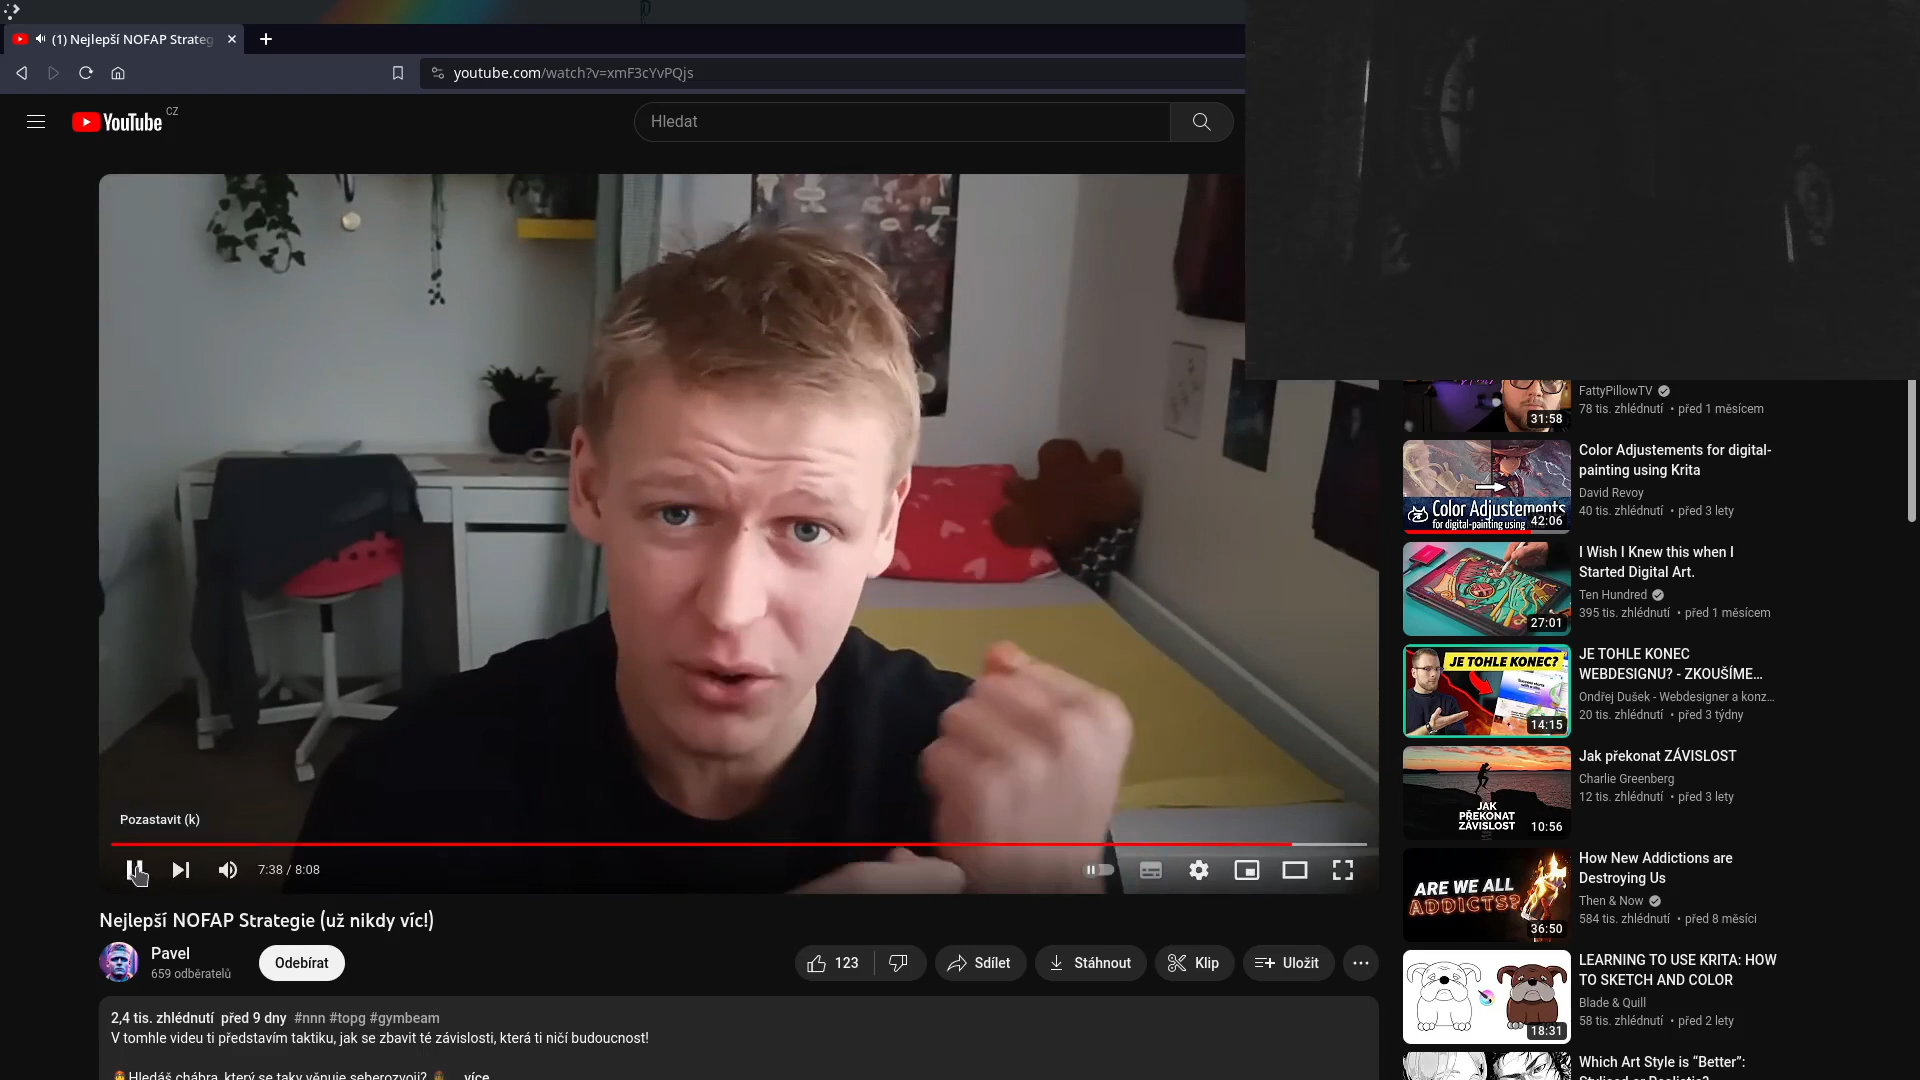 (1) Nejlepší NOFAP Strateg
youtube.com/watch?v=xmF3cYvPQjs
YouTube CZ
Hledat
Pozastavit (k)
7:38 / 8:08
Nejlepší NOFAP Strategie (už nikdy víc!)
Pavel
659 odběratelů
Odebírat
123
Sdílet
Stáhnout
Klip
Uložit
2,4 tis. zhlédnutí před 9 dny #nnn #topg #gymbeam
V tomhle videu ti představím taktiku, jak se zbavit té závislosti, která ti ničí budoucnost!
Hledáš chábra, který se taky věnuje seberozvoji? ...více
31:58
FattyPillowTV
78 tis. zhlédnutí • před 1 měsícem
Color Adjustements
for digital-painting using
42:06
Color Adjustements for digital-
painting using Krita
David Revoy
40 tis. zhlédnutí • před 3 lety
27:01
I Wish I Knew this when I
Started Digital Art.
Ten Hundred
395 tis. zhlédnutí • před 1 měsícem
JE TOHLE KONEC?
14:15
JE TOHLE KONEC
WEBDESIGNU? - ZKOUŠÍME...
Ondřej Dušek - Webdesigner a konz...
20 tis. zhlédnutí • před 3 týdny
JAK
PŘEKONAT
ZÁVISLOST
10:56
Jak překonat ZÁVISLOST
Charlie Greenberg
12 tis. zhlédnutí • před 3 lety
ARE WE ALL
ADDICTS?
36:50
How New Addictions are
Destroying Us
Then & Now
584 tis. zhlédnutí • před 8 měsíci
18:31
LEARNING TO USE KRITA: HOW
TO SKETCH AND COLOR
Blade & Quill
58 tis. zhlédnutí • před 2 lety
Which Art Style is “Better”: